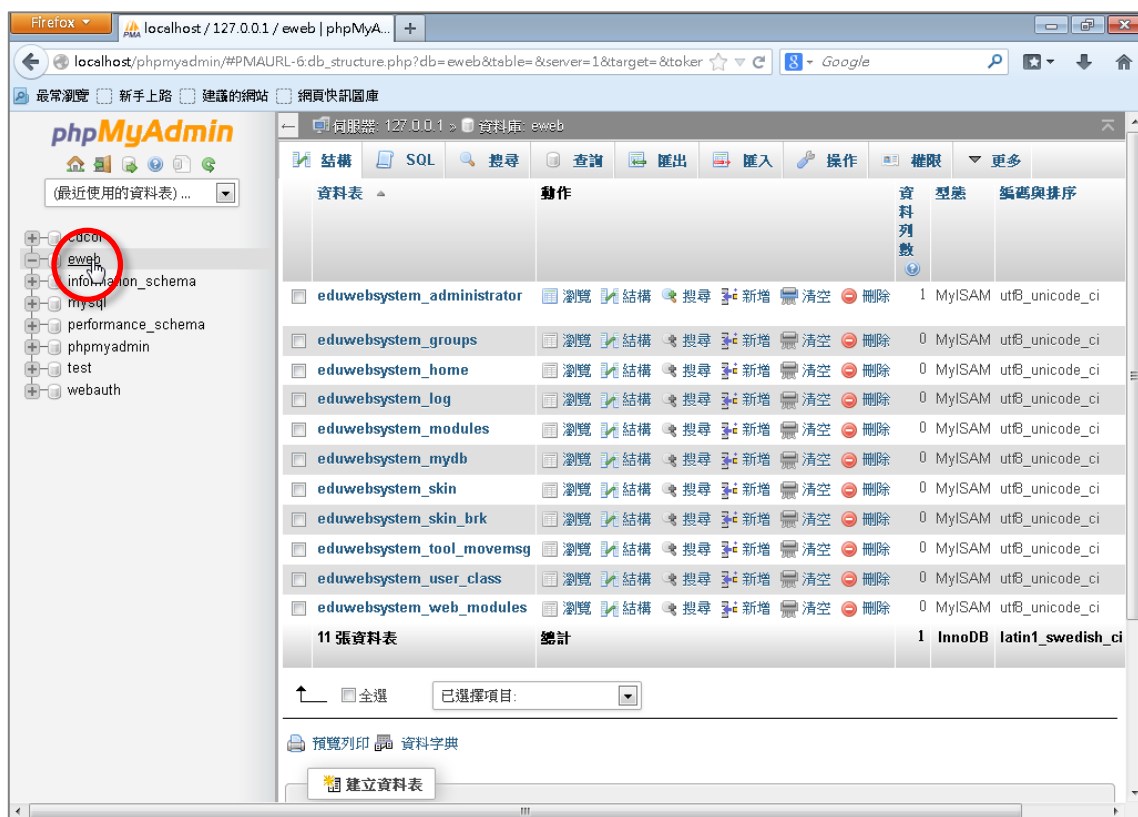 Firefox
localhost / 127.0.0.1 / eweb | phpMyA... +
localhost/phpmyadmin/#PMAURL-6:db_structure.php?db=eweb&table=&server=1&target=&token Google
最常瀏覽 新手上路 建議的網站 網頁快訊圖庫
phpMyAdmin
(最近使用的資料表) ...
cdcol
eweb
information_schema
mysql
performance_schema
phpmyadmin
test
webauth
伺服器: 127.0.0.1 » 資料庫: eweb
結構 SQL 搜尋 查詢 匯出 匯入 操作 權限 更多
資料表 動作 資料列數 型態 編碼與排序
eduwebsystem_administrator 瀏覽 結構 搜尋 新增 清空 刪除 1 MyISAM utf8_unicode_ci
eduwebsystem_groups 瀏覽 結構 搜尋 新增 清空 刪除 0 MyISAM utf8_unicode_ci
eduwebsystem_home 瀏覽 結構 搜尋 新增 清空 刪除 0 MyISAM utf8_unicode_ci
eduwebsystem_log 瀏覽 結構 搜尋 新增 清空 刪除 0 MyISAM utf8_unicode_ci
eduwebsystem_modules 瀏覽 結構 搜尋 新增 清空 刪除 0 MyISAM utf8_unicode_ci
eduwebsystem_mydb 瀏覽 結構 搜尋 新增 清空 刪除 0 MyISAM utf8_unicode_ci
eduwebsystem_skin 瀏覽 結構 搜尋 新增 清空 刪除 0 MyISAM utf8_unicode_ci
eduwebsystem_skin_brk 瀏覽 結構 搜尋 新增 清空 刪除 0 MyISAM utf8_unicode_ci
eduwebsystem_tool_movemsg 瀏覽 結構 搜尋 新增 清空 刪除 0 MyISAM utf8_unicode_ci
eduwebsystem_user_class 瀏覽 結構 搜尋 新增 清空 刪除 0 MyISAM utf8_unicode_ci
eduwebsystem_web_modules 瀏覽 結構 搜尋 新增 清空 刪除 0 MyISAM utf8_unicode_ci
11 張資料表 總計 1 InnoDB latin1_swedish_ci
全選 已選擇項目:
預覽列印 資料字典
建立資料表